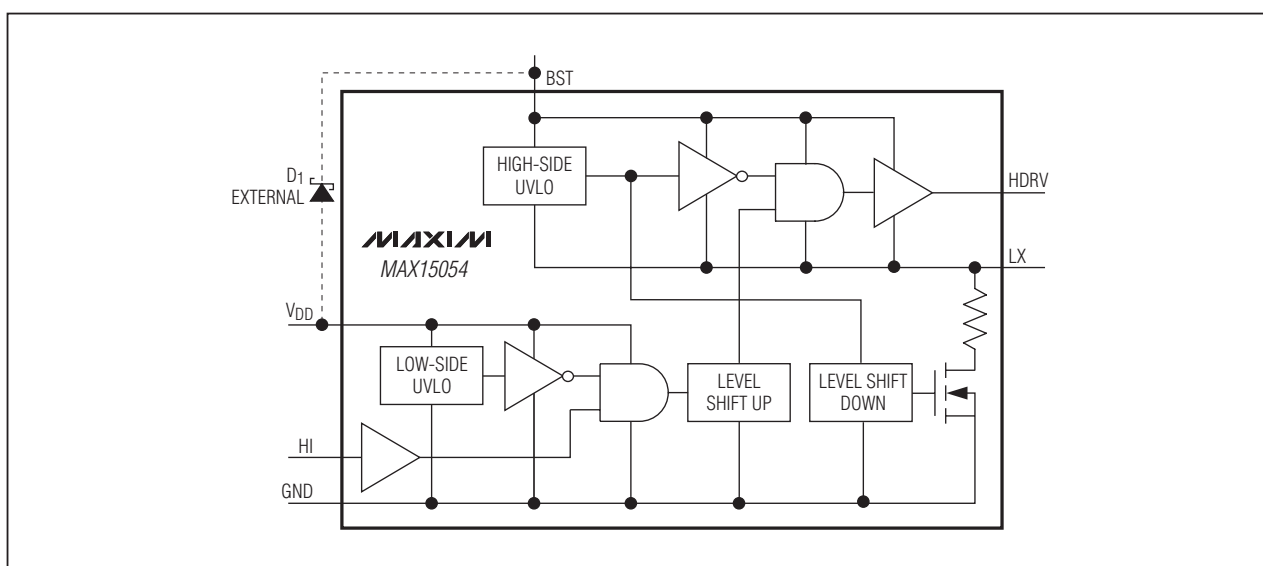 BST
HIGH-SIDE
UVLO
HDRV
D1
EXTERNAL
MAXIM
MAX15054
LX
VDD
LOW-SIDE
UVLO
LEVEL
SHIFT UP
LEVEL SHIFT
DOWN
HI
GND